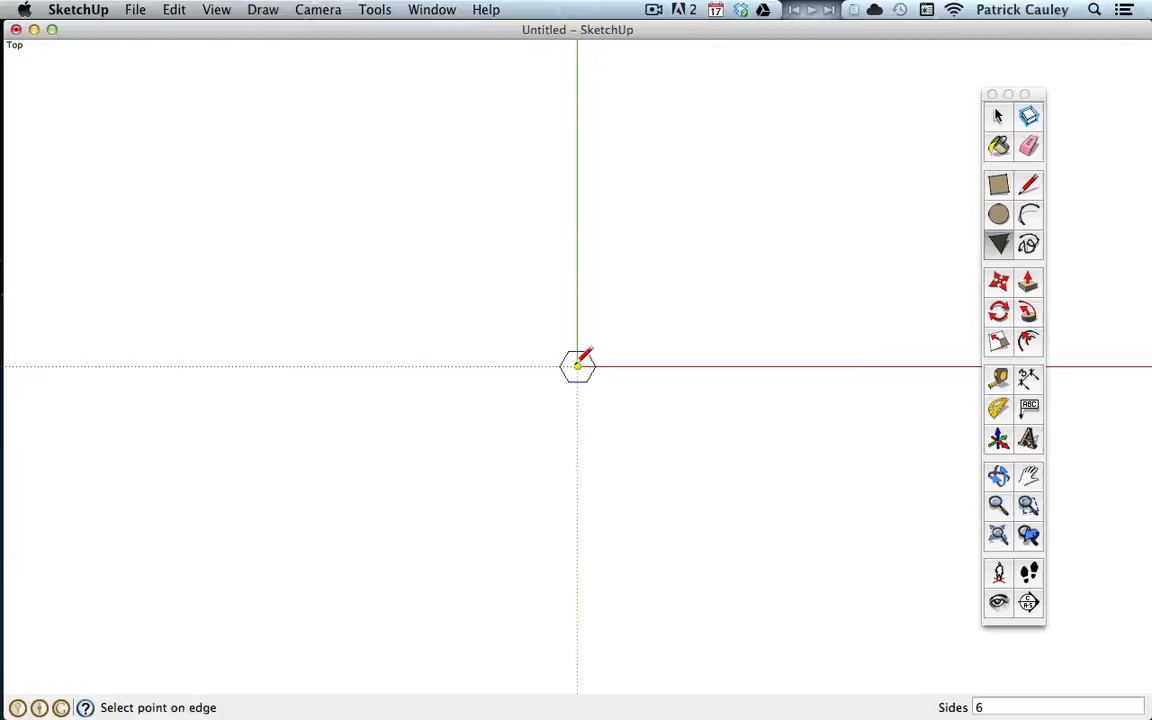 SketchUp File Edit View Draw Camera Tools Window Help 2 17 Patrick Cauley
Untitled – SketchUp
Top
ABC
Select point on edge
Sides 6